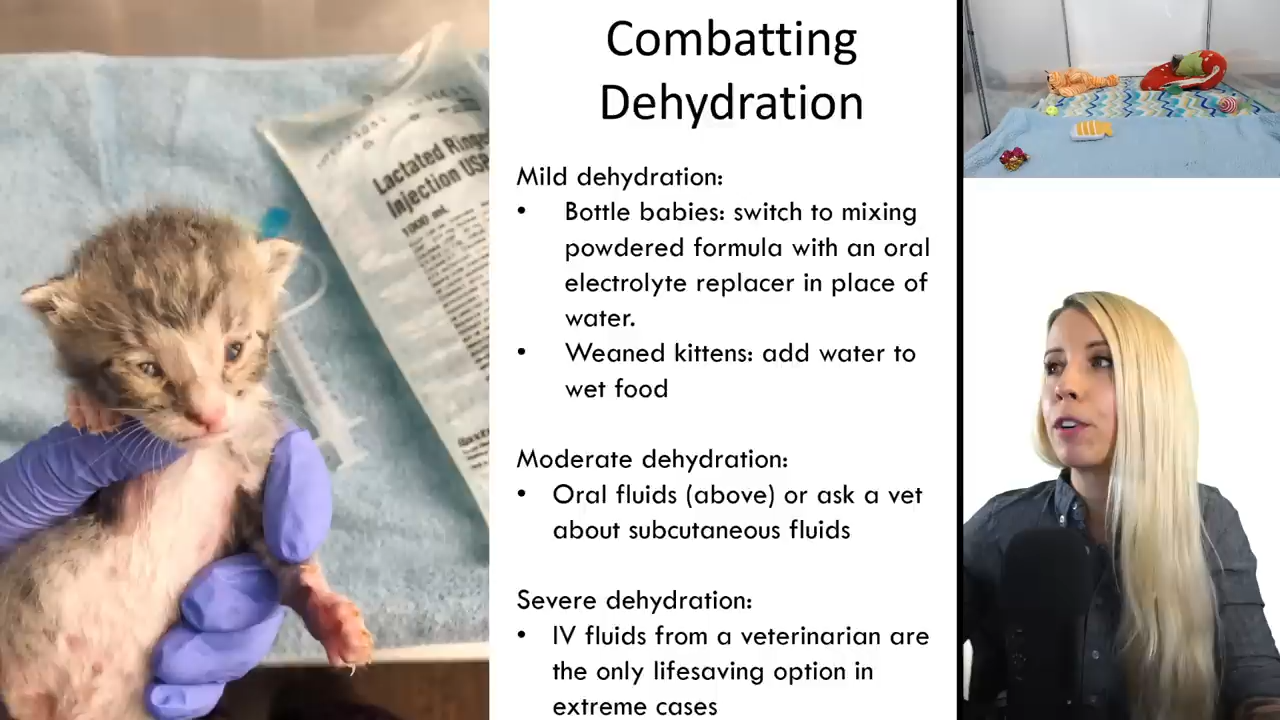 Combatting
Dehydration
Mild dehydration:
• Bottle babies: switch to mixing
powdered formula with an oral
electrolyte replacer in place of
water.
• Weaned kittens: add water to
wet food
Moderate dehydration:
• Oral fluids (above) or ask a vet
about subcutaneous fluids
Severe dehydration:
• IV fluids from a veterinarian are
the only lifesaving option in
extreme cases
Lactated Ringe
Injection USP
1000 mL